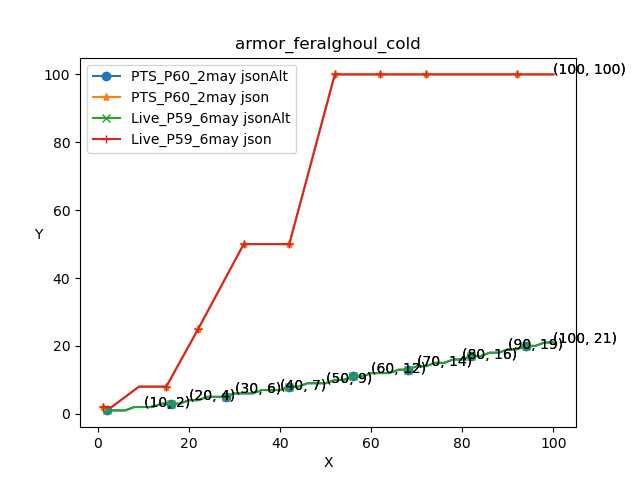 armor_feralghoul_cold
PTS_P60_2may jsonAlt
PTS_P60_2may json
Live_P59_6may jsonAlt
Live_P59_6may json
(100, 100)
100
80
60
Y
40
20
0
(10, 2)
(20, 4)
(30, 6)
(40, 7)
(50, 9)
(60, 12)
(70, 14)
(80, 16)
(90, 19)
(100, 21)
0 20 40 60 80 100
X